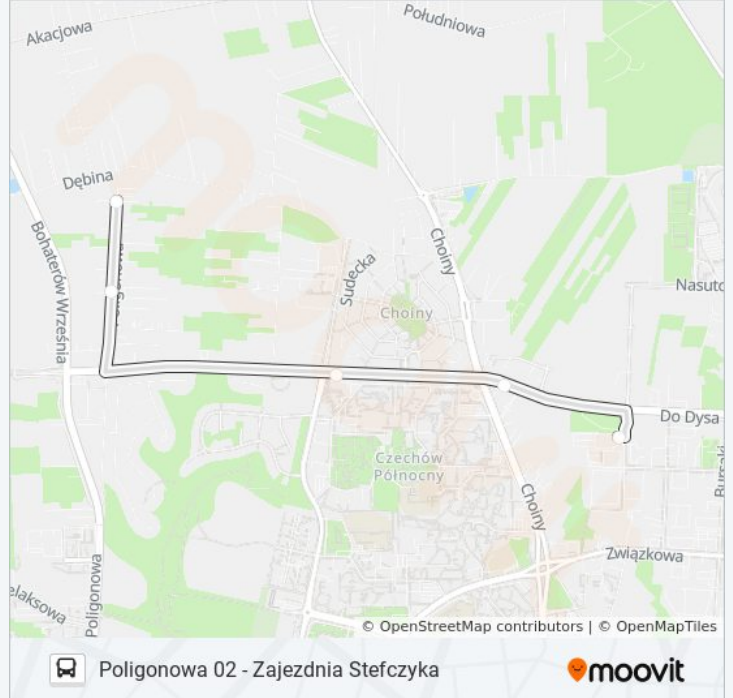 Akacjowa
Południowa
Dębina
Bohaterów Września
Choiny
Sudecka
Nasutc
Choiny
Do Dysa
Czechów
Północny
Choiny
Związkowa
elaksowa
Poligonowa
© OpenStreetMap contributors | © OpenMapTiles
Poligonowa 02 - Zajezdnia Stefczyka
moovit